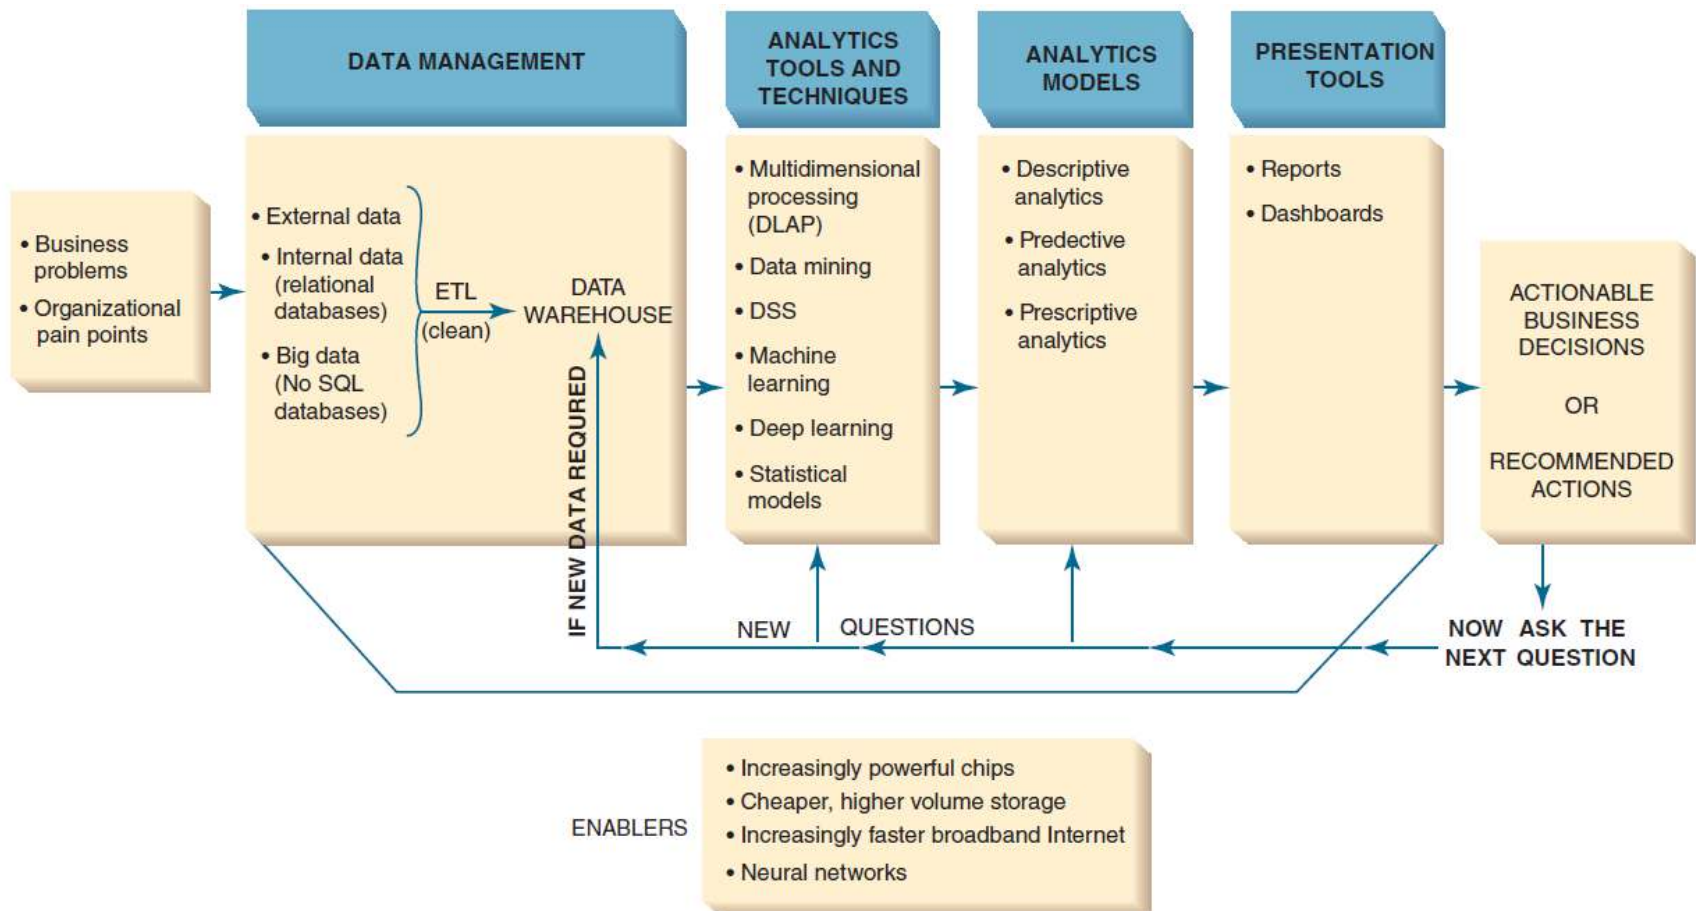 DATA MANAGEMENT
ANALYTICS
TOOLS AND
TECHNIQUES
ANALYTICS
MODELS
PRESENTATION
TOOLS
• Business
problems
• Organizational
pain points
• External data
• Internal data
(relational
databases)
• Big data
(No SQL
databases)
ETL
(clean)
DATA
WAREHOUSE
IF NEW DATA REQUIRED
• Multidimensional
processing
(DLAP)
• Data mining
• DSS
• Machine
learning
• Deep learning
• Statistical
models
• Descriptive
analytics
• Predective
analytics
• Prescriptive
analytics
• Reports
• Dashboards
ACTIONABLE
BUSINESS
DECISIONS
OR
RECOMMENDED
ACTIONS
NEW QUESTIONS
NOW ASK THE
NEXT QUESTION
ENABLERS
• Increasingly powerful chips
• Cheaper, higher volume storage
• Increasingly faster broadband Internet
• Neural networks